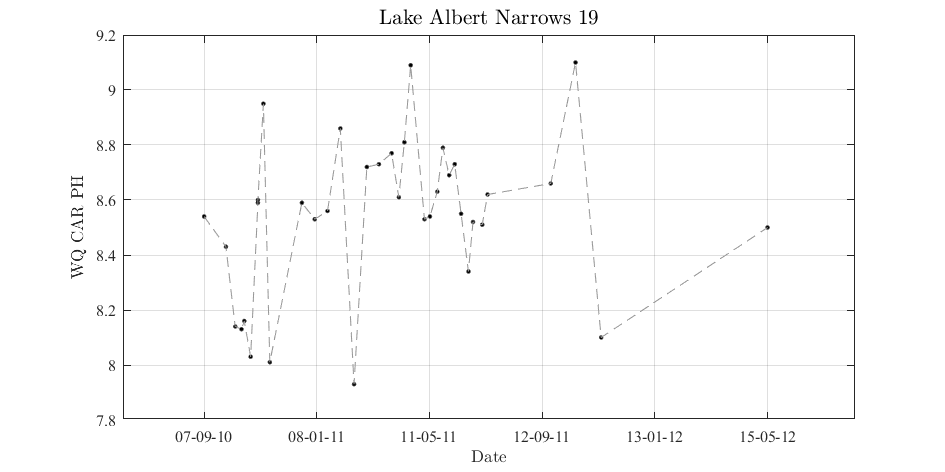 Lake Albert Narrows 19
9.2
9
8.8
8.6
8.4
8.2
8
7.8
WQ CAR PH
07-09-10 08-01-11 11-05-11 12-09-11 13-01-12 15-05-12
Date